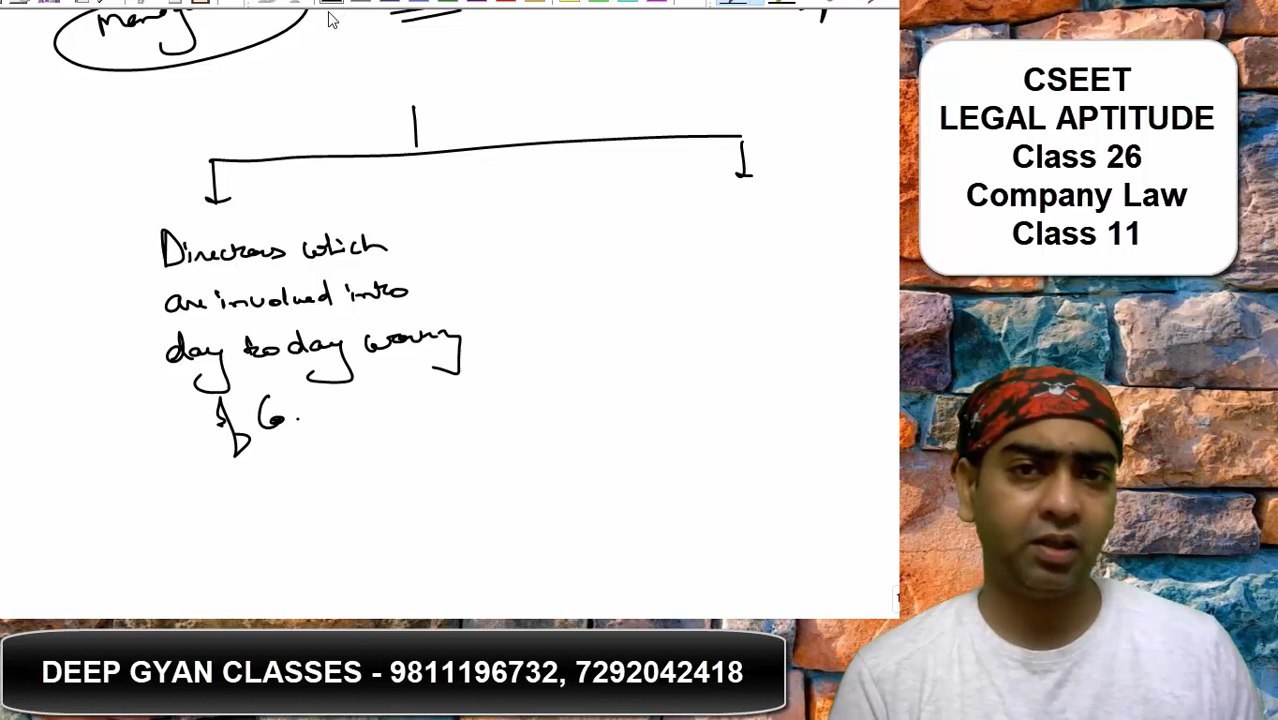 Directors which
are involved into
day to day working
6.
CSEET
LEGAL APTITUDE
Class 26
Company Law
Class 11
DEEP GYAN CLASSES - 9811196732, 7292042418